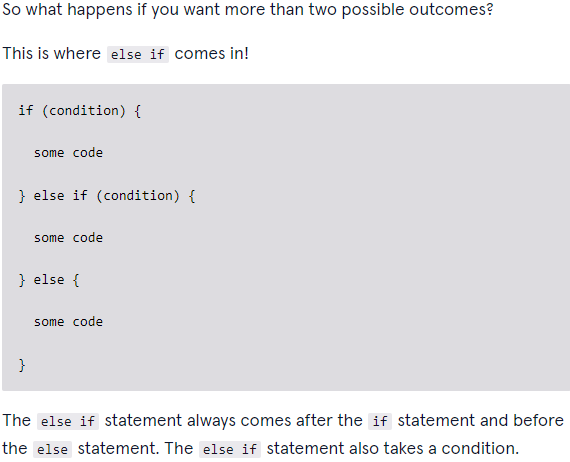 So what happens if you want more than two possible outcomes?
This is where else if comes in!
if (condition) {
some code
} else if (condition) {
some code
} else {
some code
}
The else if statement always comes after the if statement and before
the else statement. The else if statement also takes a condition.